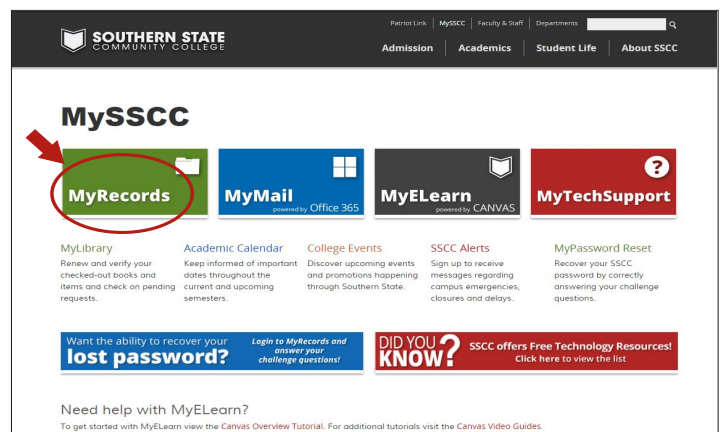 Patriot Link MySSCC Faculty & Staff Departments
SOUTHERN STATE
COMMUNITY COLLEGE
Admission Academics Student Life About SSCC
MySSCC
MyRecords
MyMail
powered by Office 365
MyELearn
powered by CANVAS
?
MyTechSupport
MyLibrary
Renew and verify your
checked-out books and
items and check on pending
requests.
Academic Calendar
Keep informed of important
dates throughout the
current and upcoming
semesters.
College Events
Discover upcoming events
and promotions happening
through Southern State.
SSCC Alerts
Sign up to receive
messages regarding
campus emergencies,
closures and delays.
MyPassword Reset
Recover your SSCC
password by correctly
answering your challenge
questions.
Want the ability to recover your
lost password?
Login to MyRecords and
answer your
challenge questions!
DID YOU
KNOW?
SSCC offers Free Technology Resources!
Click here to view the list
Need help with MyELearn?
To get started with MyELearn view the Canvas Overview Tutorial. For additional tutorials visit the Canvas Video Guides.